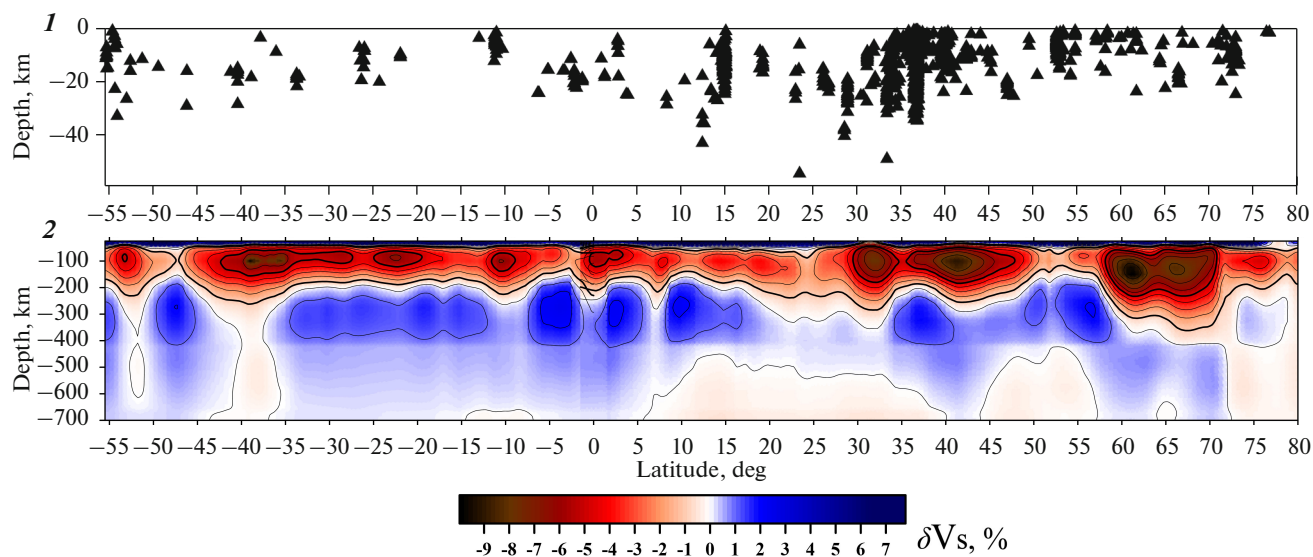 1
Depth, km
0
−20
−40
−55 −50 −45 −40 −35 −30 −25 −20 −15 −10 −5 0 5 10 15 20 25 30 35 40 45 50 55 60 65 70 75 80
2
Depth, km
−100
−200
−300
−400
−500
−600
−700
−55 −50 −45 −40 −35 −30 −25 −20 −15 −10 −5 0 5 10 15 20 25 30 35 40 45 50 55 60 65 70 75 80
Latitude, deg
-9 -8 -7 -6 -5 -4 -3 -2 -1 0 1 2 3 4 5 6 7
δVs, %